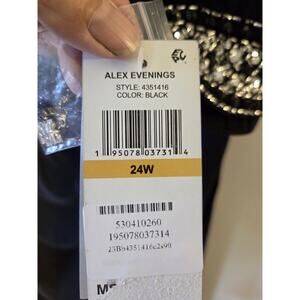 ALEX EVENINGS
STYLE: 4351416
COLOR: BLACK
1 95078 03731 4
24W
530410260
195078037314